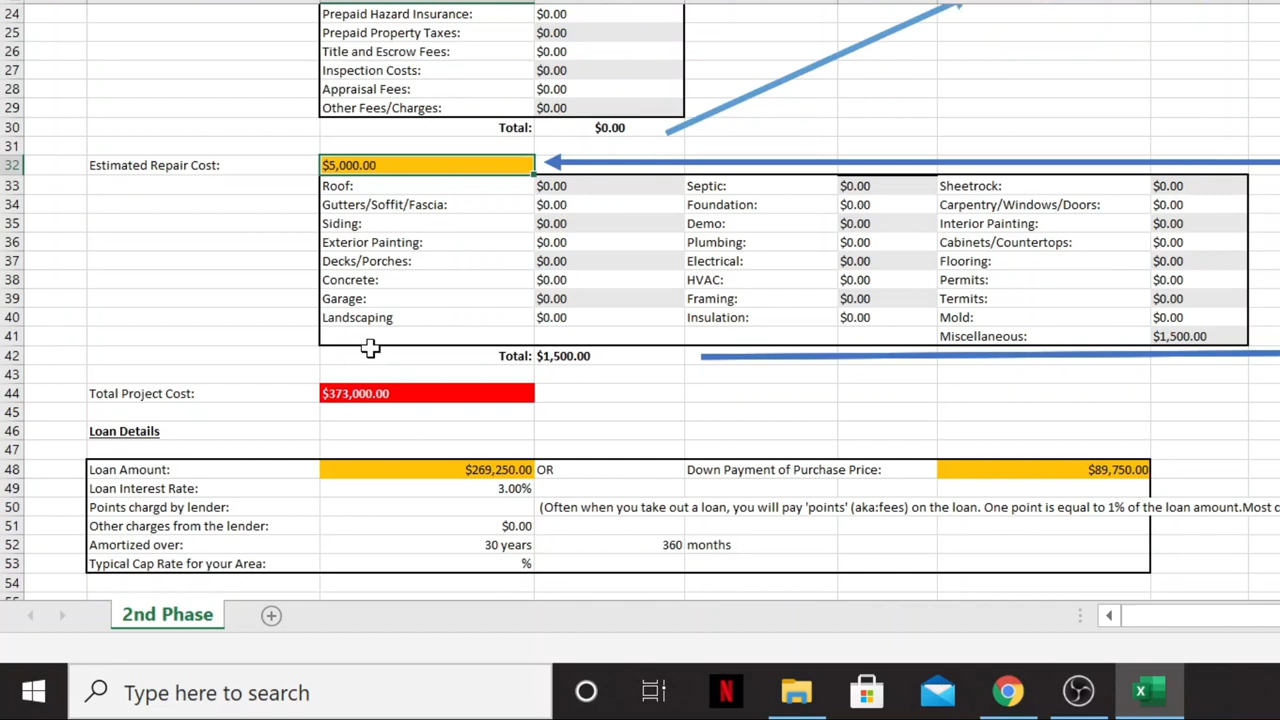 24 Prepaid Hazard Insurance: $0.00
25 Prepaid Property Taxes: $0.00
26 Title and Escrow Fees: $0.00
27 Inspection Costs: $0.00
28 Appraisal Fees: $0.00
29 Other Fees/Charges: $0.00
30 Total: $0.00
31
32 Estimated Repair Cost: $5,000.00
33 Roof: $0.00 Septic: $0.00 Sheetrock: $0.00
34 Gutters/Soffit/Fascia: $0.00 Foundation: $0.00 Carpentry/Windows/Doors: $0.00
35 Siding: $0.00 Demo: $0.00 Interior Painting: $0.00
36 Exterior Painting: $0.00 Plumbing: $0.00 Cabinets/Countertops: $0.00
37 Decks/Porches: $0.00 Electrical: $0.00 Flooring: $0.00
38 Concrete: $0.00 HVAC: $0.00 Permits: $0.00
39 Garage: $0.00 Framing: $0.00 Termits: $0.00
40 Landscaping $0.00 Insulation: $0.00 Mold: $0.00
41 Miscellaneous: $1,500.00
42 Total: $1,500.00
43
44 Total Project Cost: $373,000.00
45
46 Loan Details
47
48 Loan Amount: $269,250.00 OR Down Payment of Purchase Price: $89,750.00
49 Loan Interest Rate: 3.00%
50 Points chargd by lender: (Often when you take out a loan, you will pay 'points' (aka:fees) on the loan. One point is equal to 1% of the loan amount.Most
51 Other charges from the lender: $0.00
52 Amortized over: 30 years 360 months
53 Typical Cap Rate for your Area: %
54
2nd Phase
Type here to search